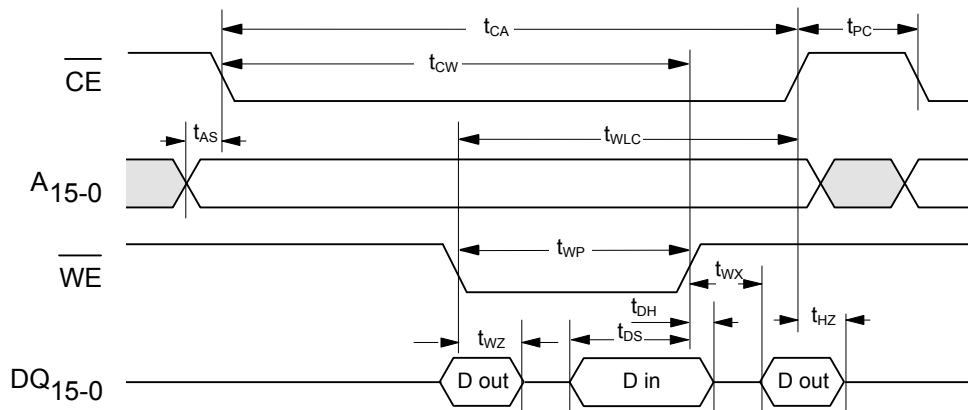 tCA
tPC
CE
tCW
tAS
tWLC
A15-0
WE
tWP
tWX
tDH
tHZ
tWZ
tDS
DQ15-0
D out
D in
D out